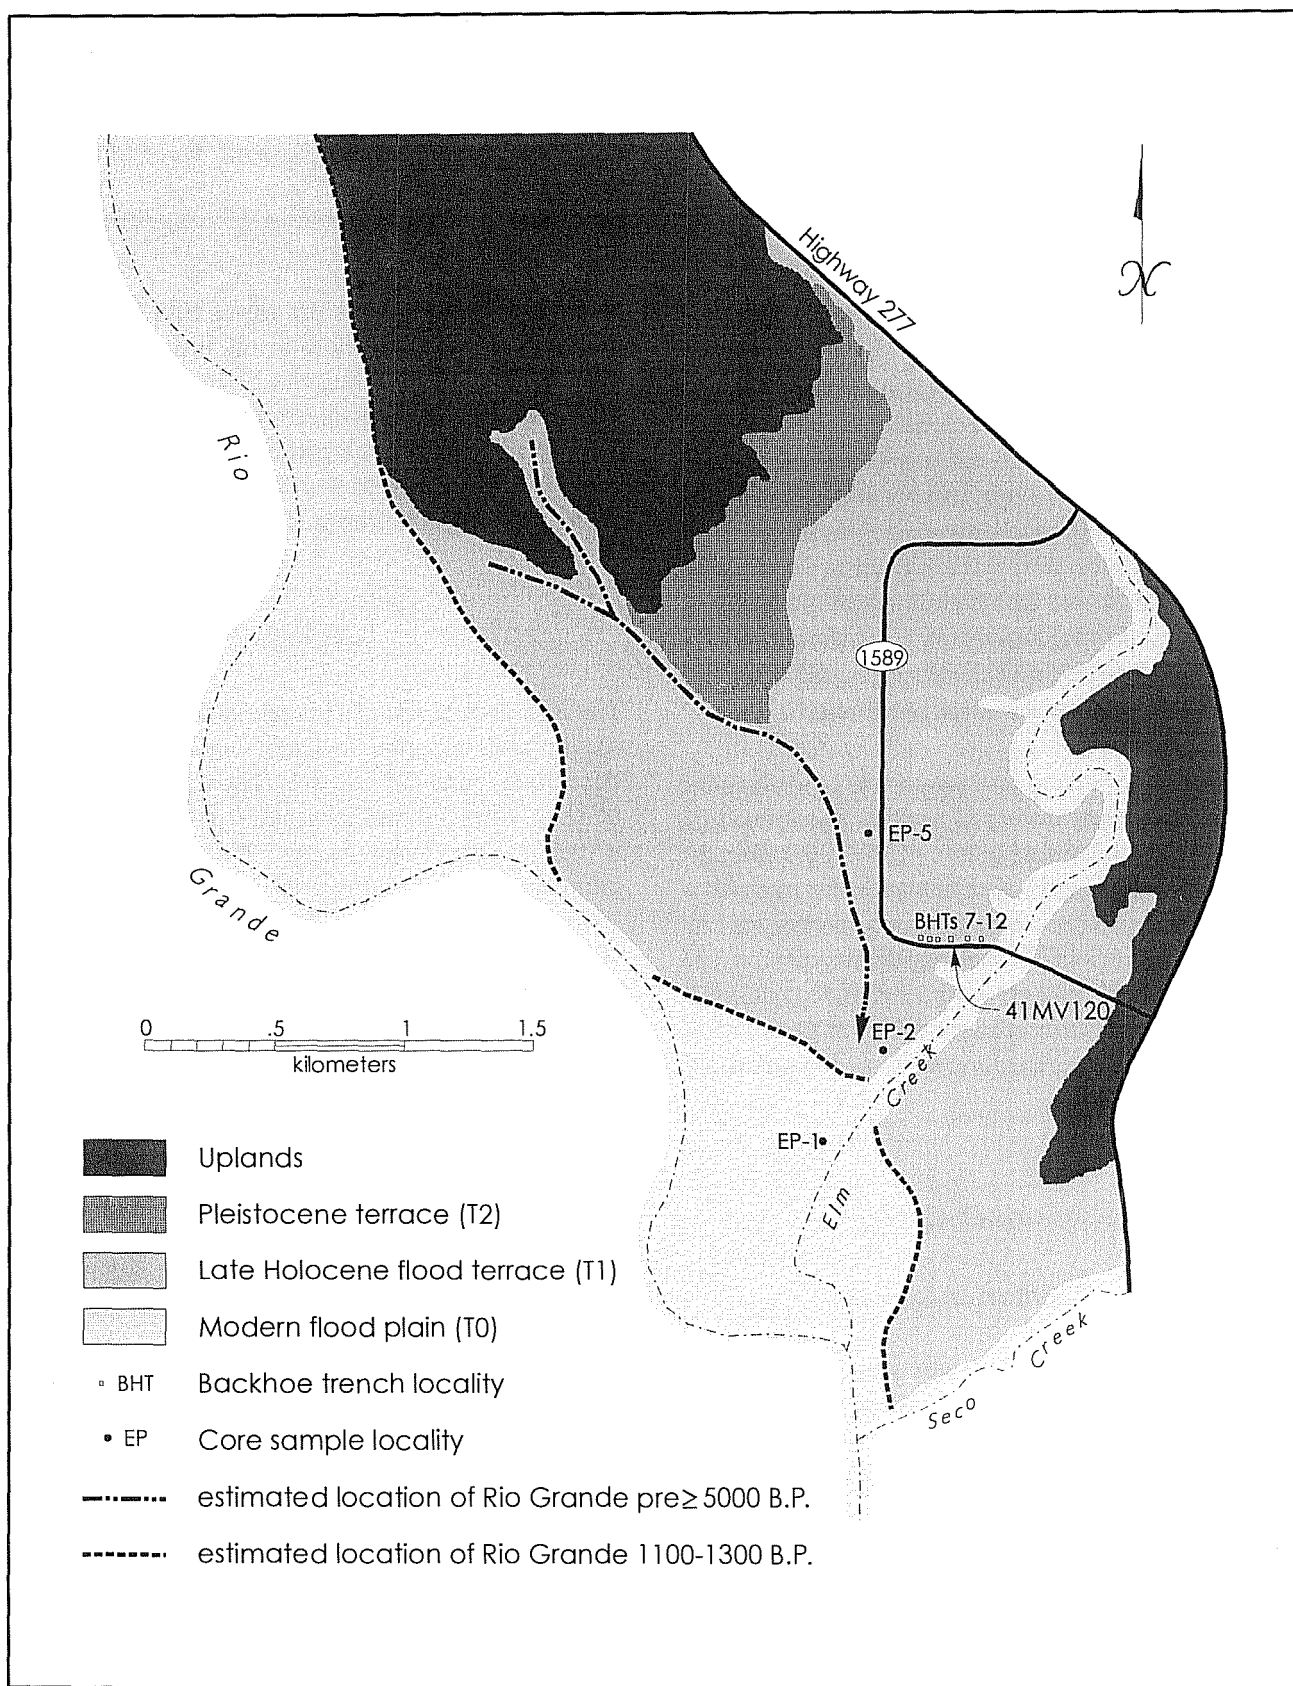 Highway 277
N
Rio
Grande
1589
EP-5
BHTs 7-12
41MV120
EP-2
Creek
EP-1
Elm
Seco Creek
0 .5 1 1.5
kilometers
Uplands
Pleistocene terrace (T2)
Late Holocene flood terrace (T1)
Modern flood plain (T0)
BHT Backhoe trench locality
EP Core sample locality
estimated location of Rio Grande pre≥5000 B.P.
estimated location of Rio Grande 1100-1300 B.P.